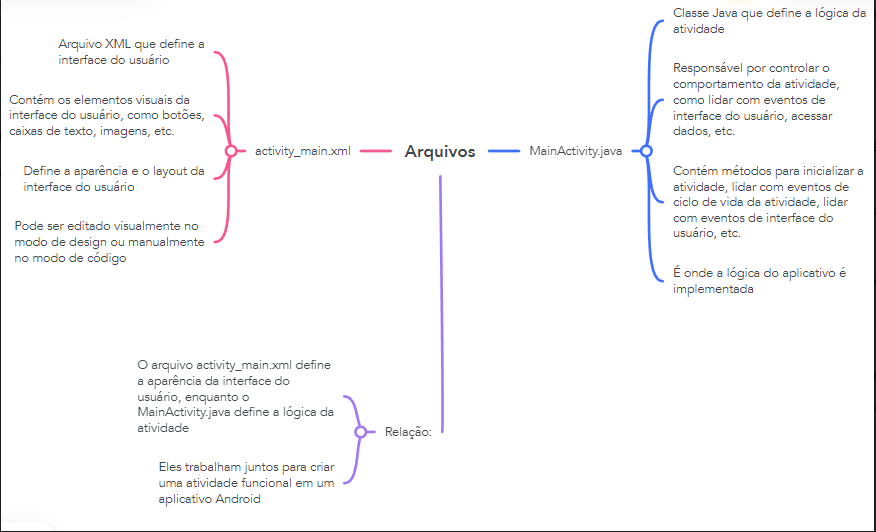 Arquivos
activity_main.xml
Arquivo XML que define a
interface do usuário
Contém os elementos visuais da
interface do usuário, como botões,
caixas de texto, imagens, etc.
Define a aparência e o layout da
interface do usuário
Pode ser editado visualmente no
modo de design ou manualmente
no modo de código
MainActivity.java
Classe Java que define a lógica da
atividade
Responsável por controlar o
comportamento da atividade,
como lidar com eventos de
interface do usuário, acessar
dados, etc.
Contém métodos para inicializar a
atividade, lidar com eventos de
ciclo de vida da atividade, lidar
com eventos de interface do
usuário, etc.
É onde a lógica do aplicativo é
implementada
Relação:
O arquivo activity_main.xml define
a aparência da interface do
usuário, enquanto o
MainActivity.java define a lógica da
atividade
Eles trabalham juntos para criar
uma atividade funcional em um
aplicativo Android